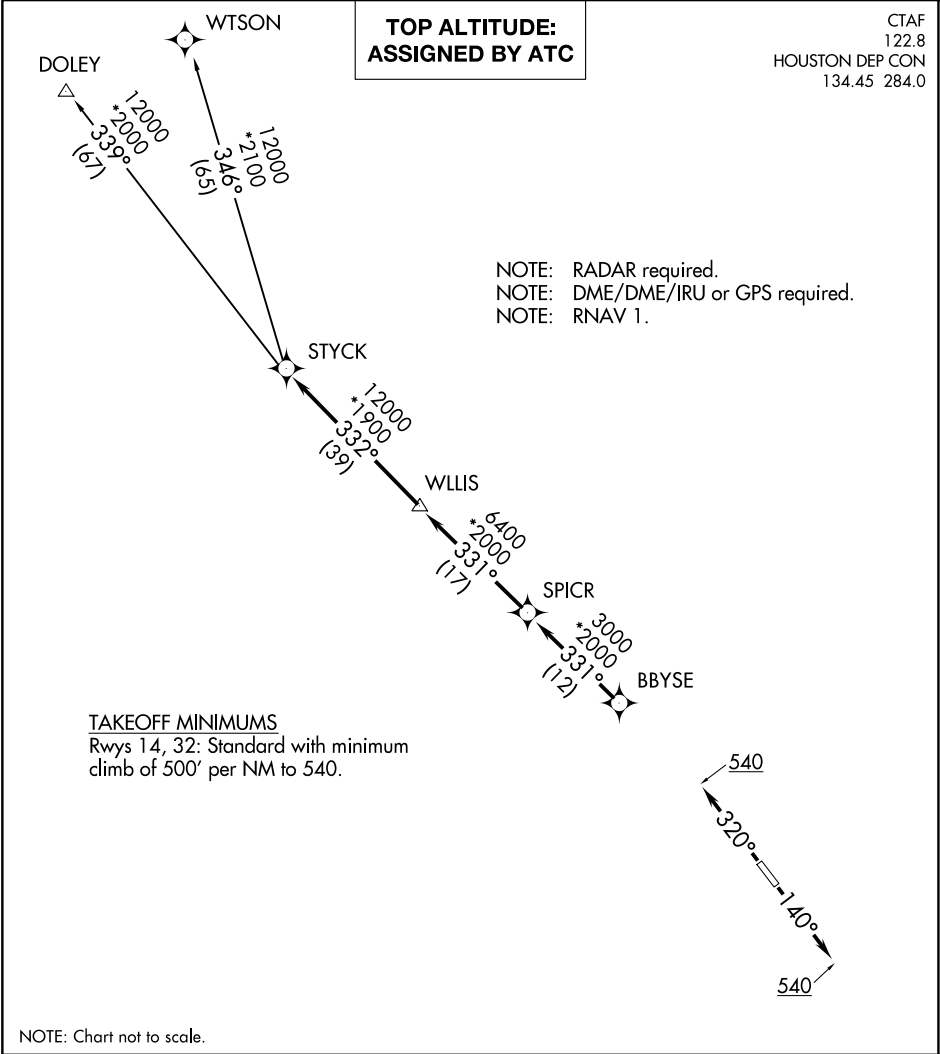 TOP ALTITUDE:
ASSIGNED BY ATC
CTAF
122.8
HOUSTON DEP CON
134.45 284.0
WTSON
DOLEY
12000
*2000
339°
(67)
12000
*2100
346°
(65)
NOTE: RADAR required.
NOTE: DME/DME/IRU or GPS required.
NOTE: RNAV 1.
STYCK
12000
*1900
332°
(39)
WLLIS
6400
*2000
331°
(17)
SPICR
3000
*2000
331°
(12)
BBYSE
TAKEOFF MINIMUMS
Rwys 14, 32: Standard with minimum
climb of 500' per NM to 540.
540
320°
140°
540
NOTE: Chart not to scale.